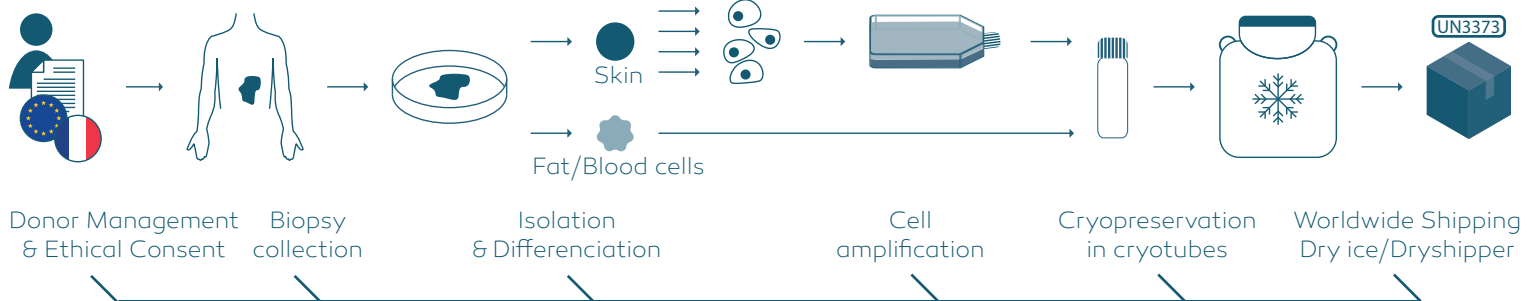 UN3373
Skin
Fat/Blood cells
Donor Management
& Ethical Consent
Biopsy
collection
Isolation
& Differenciation
Cell
amplification
Cryopreservation
in cryotubes
Worldwide Shipping
Dry ice/Dryshipper